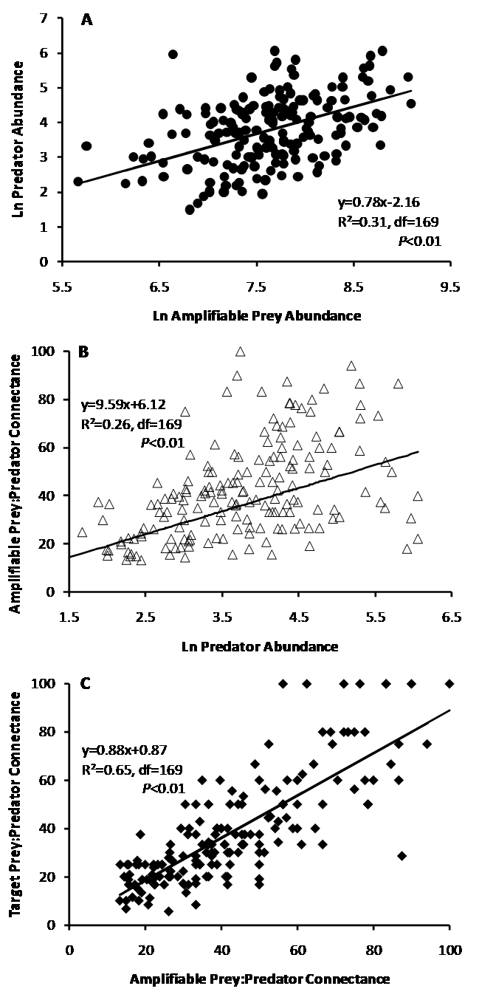 A
7
6
5
4
3
2
1
0
Ln Predator Abundance
y=0.78x-2.16
R²=0.31, df=169
P<0.01
5.5 6.5 7.5 8.5 9.5
Ln Amplifiable Prey Abundance
B
100
80
60
40
20
0
Amplifiable Prey:Predator Connectance
y=9.59x+6.12
R²=0.26, df=169
P<0.01
1.5 2.5 3.5 4.5 5.5 6.5
Ln Predator Abundance
C
100
80
60
40
20
0
Target Prey:Predator Connectance
y=0.88x+0.87
R²=0.65, df=169
P<0.01
0 20 40 60 80 100
Amplifiable Prey:Predator Connectance